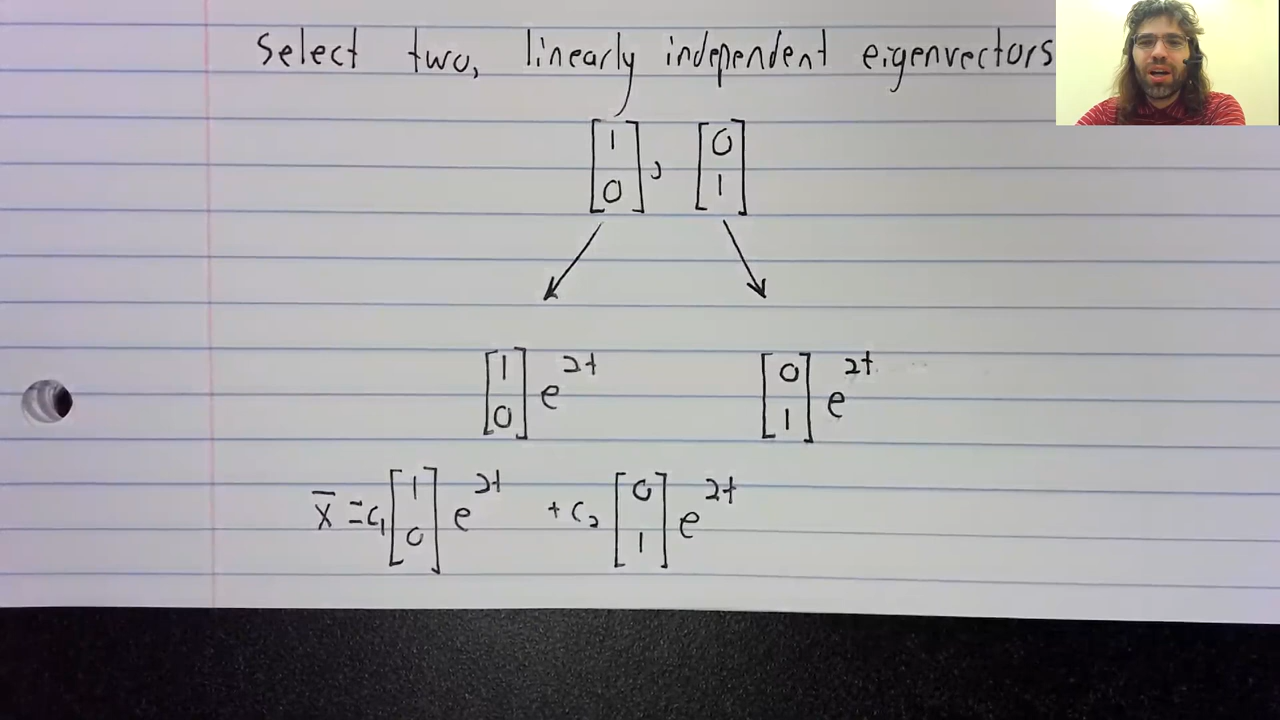 select two, linearly independent eigenvectors
[1 0], [0 1]
[1 0] e^2t [0 1] e^2t
x̄ = c₁ [1 0] e^2t + c₂ [0 1] e^2t